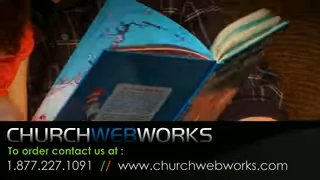 CHURCHWEBWORKS
To order contact us at :
1.877.227.1091 // www.churchwebworks.com